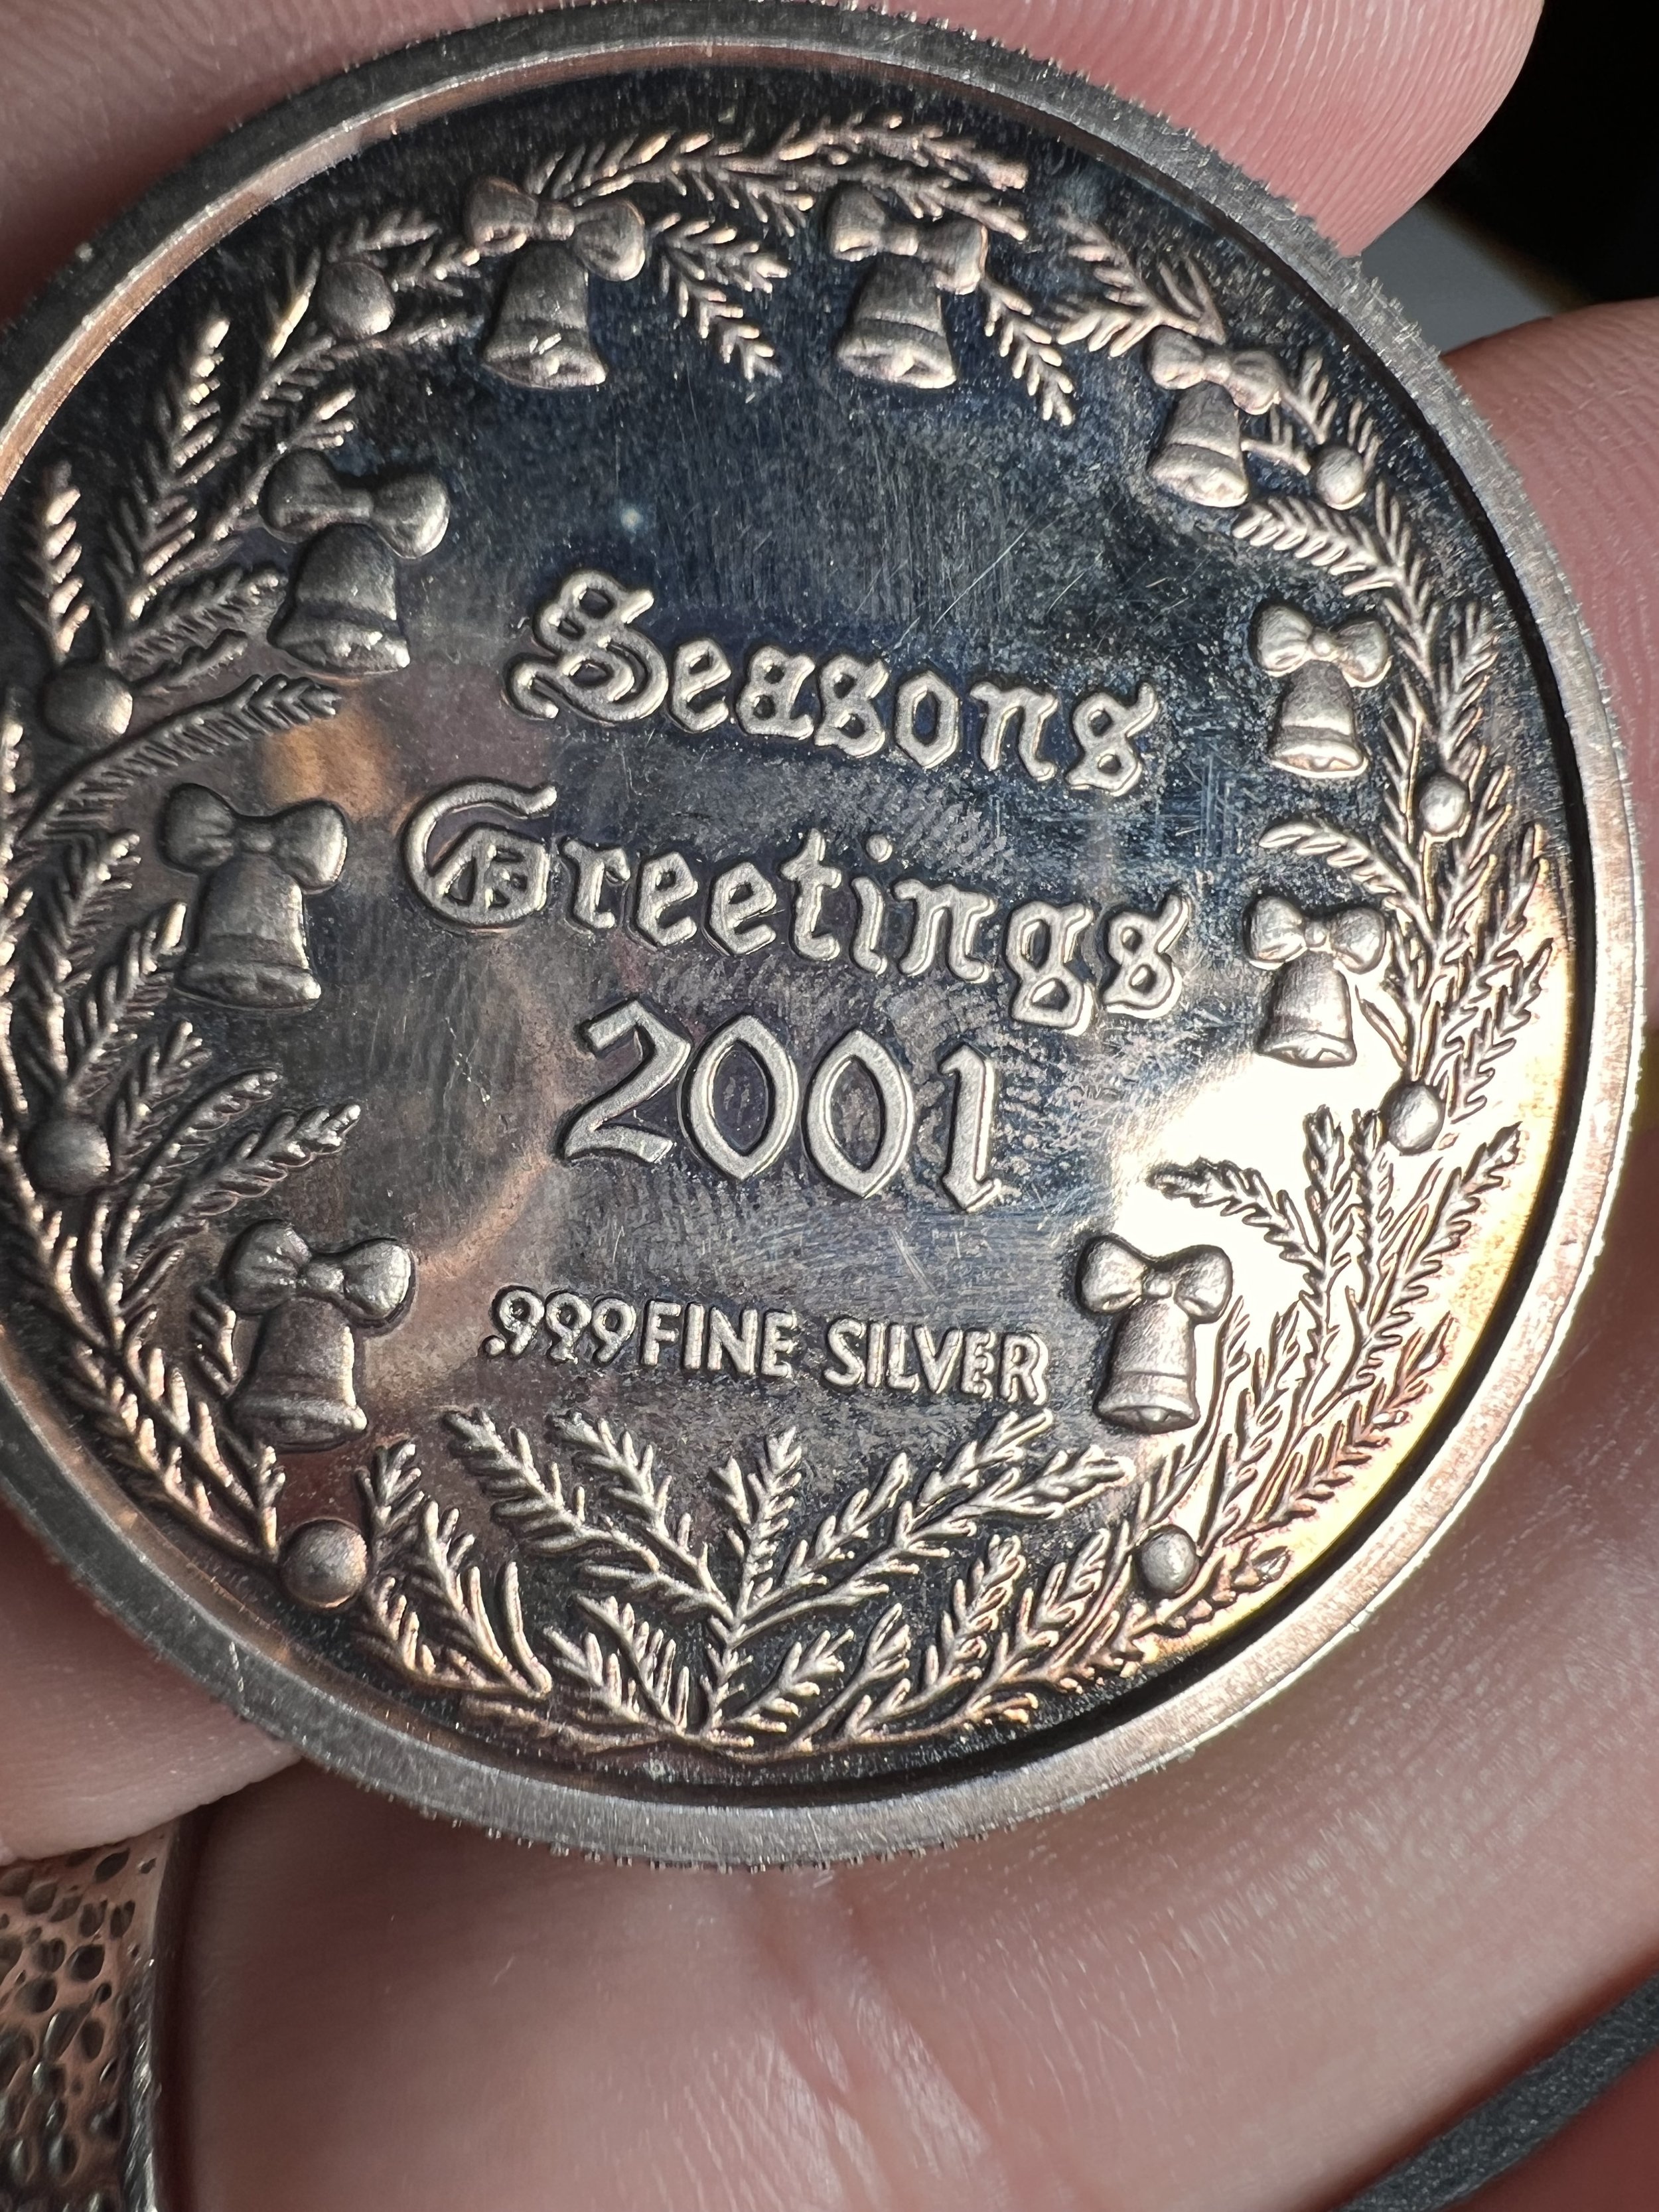 Seasons
Greetings
2001
.999 FINE SILVER